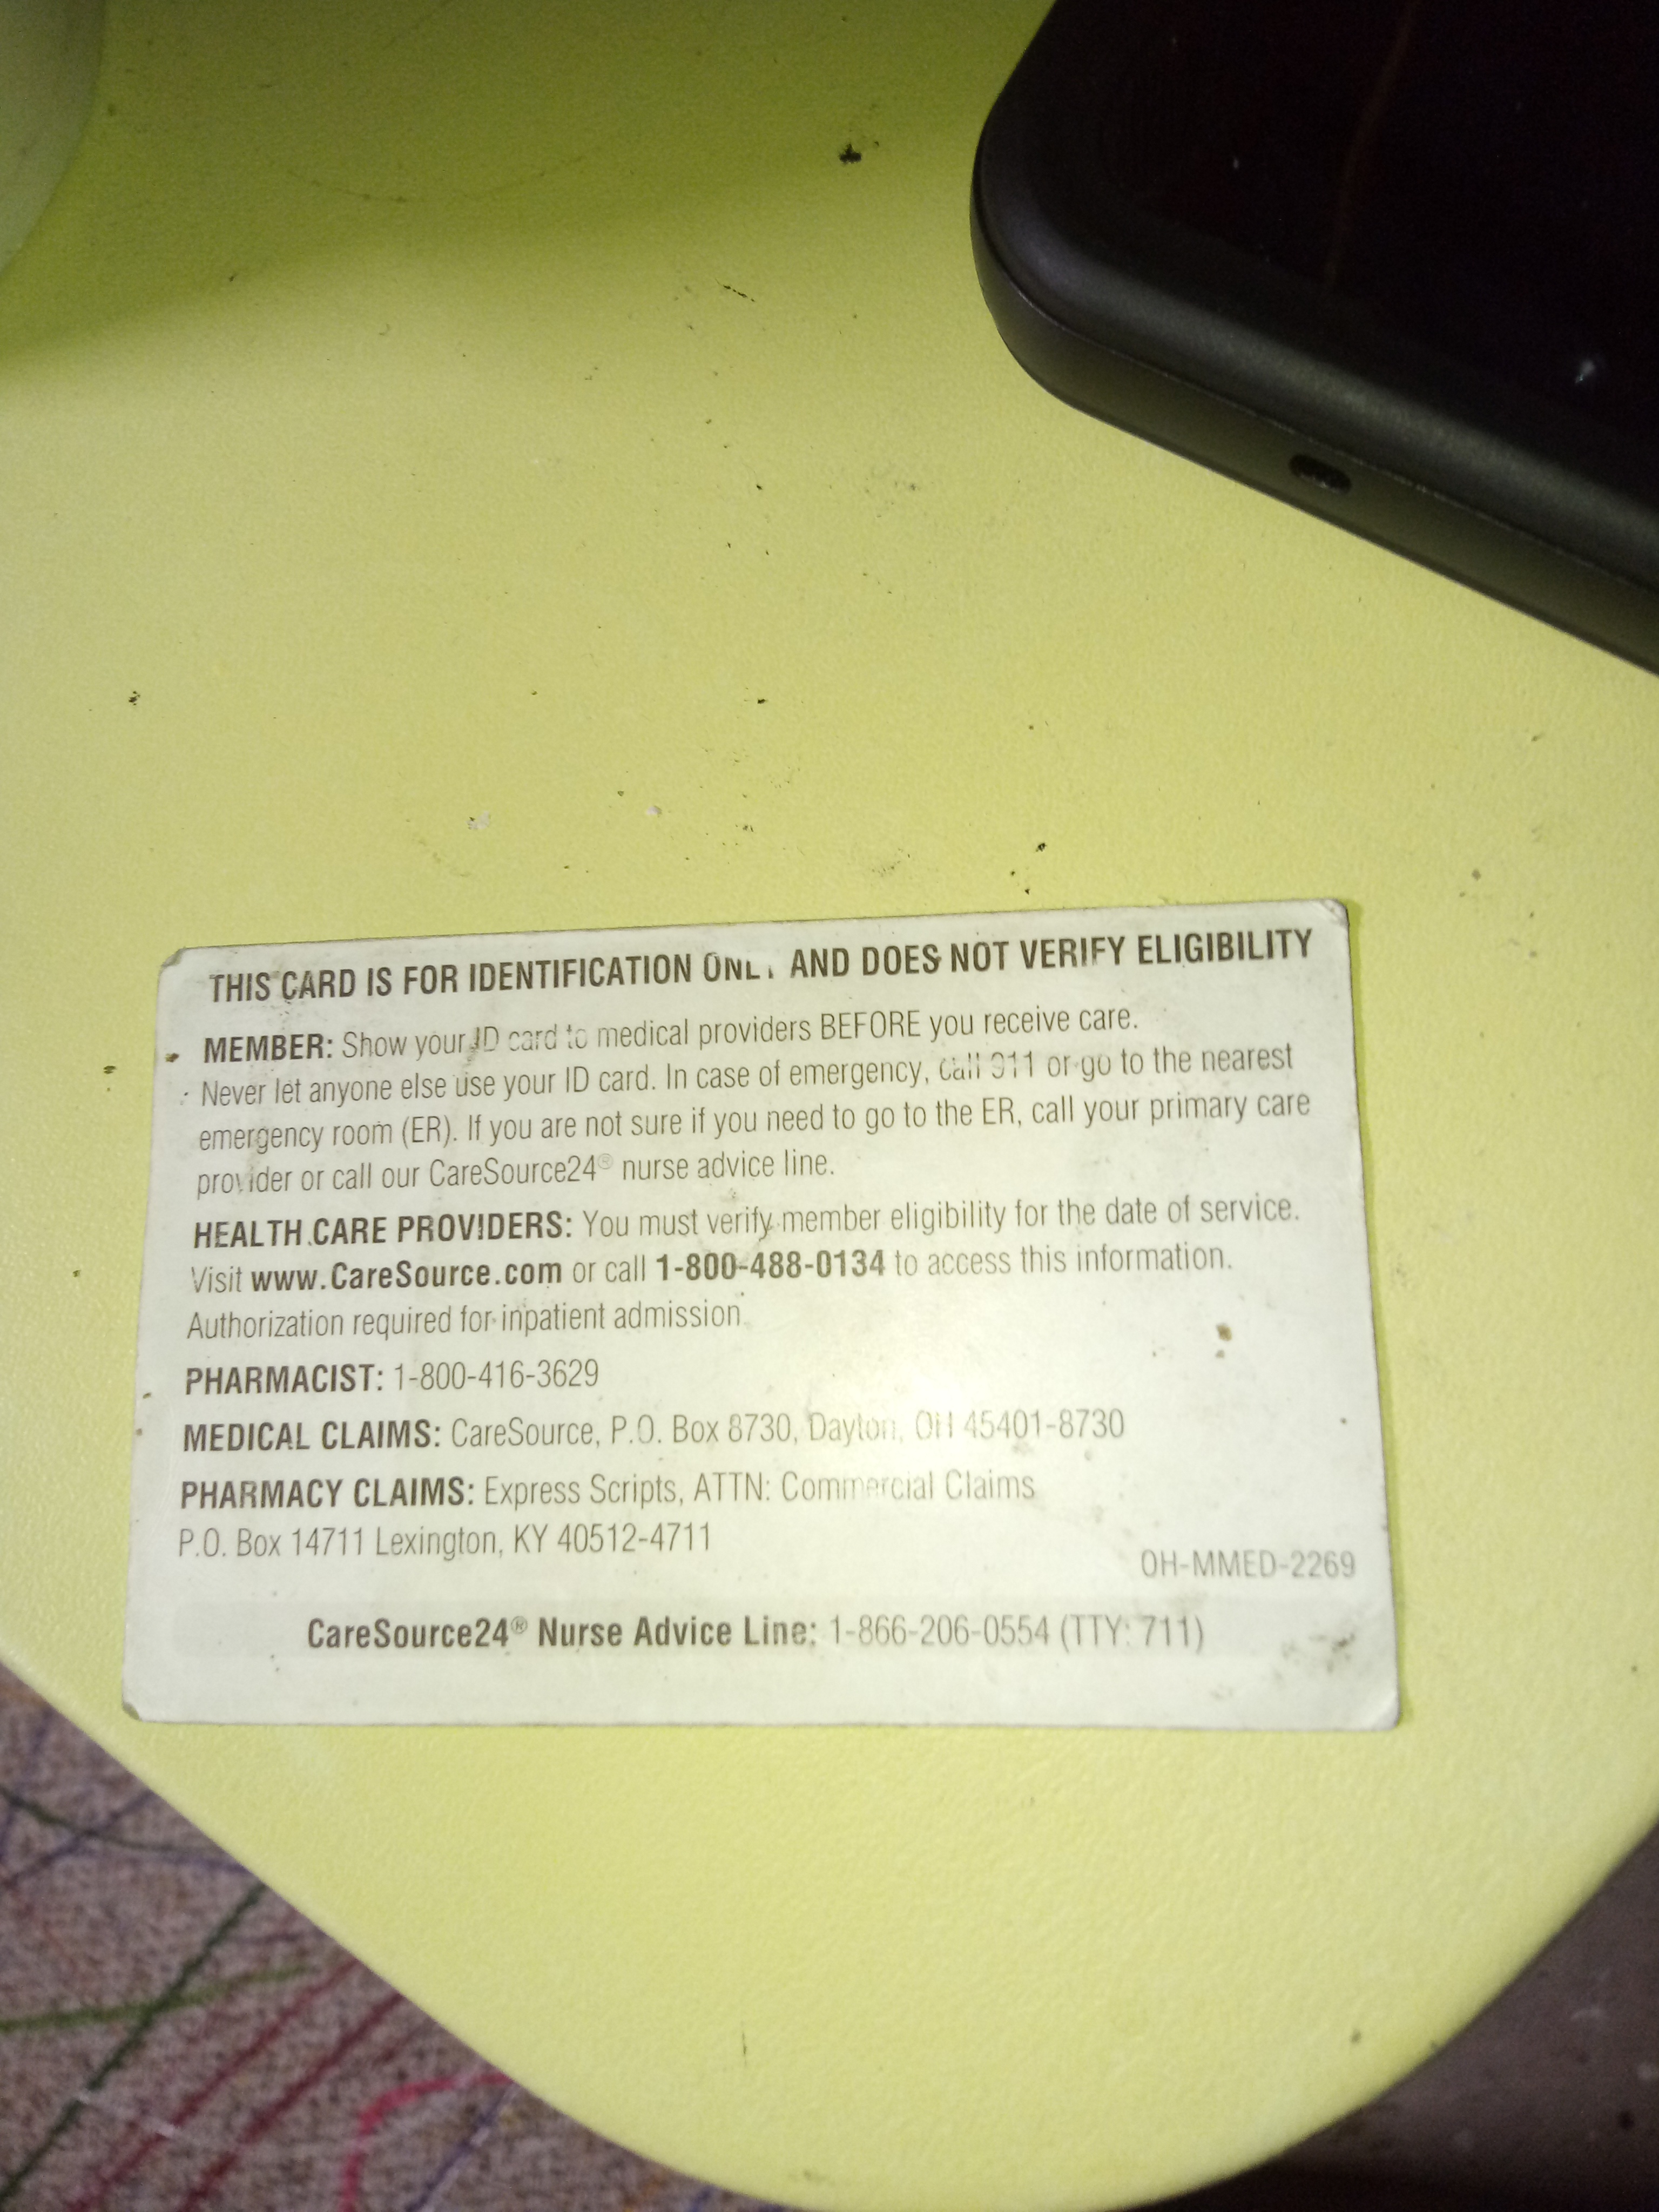 THIS CARD IS FOR IDENTIFICATION ONLY AND DOES NOT VERIFY ELIGIBILITY
MEMBER: Show your ID card to medical providers BEFORE you receive care.
Never let anyone else use your ID card. In case of emergency, call 911 or go to the nearest
emergency room (ER). If you are not sure if you need to go to the ER, call your primary care
provider or call our CareSource24® nurse advice line.
HEALTH CARE PROVIDERS: You must verify member eligibility for the date of service.
Visit www.CareSource.com or call 1-800-488-0134 to access this information.
Authorization required for inpatient admission.
PHARMACIST: 1-800-416-3629
MEDICAL CLAIMS: CareSource, P.O. Box 8730, Dayton, OH 45401-8730
PHARMACY CLAIMS: Express Scripts, ATTN: Commercial Claims
P.O. Box 14711 Lexington, KY 40512-4711
OH-MMED-2269
CareSource24® Nurse Advice Line: 1-866-206-0554 (TTY: 711)